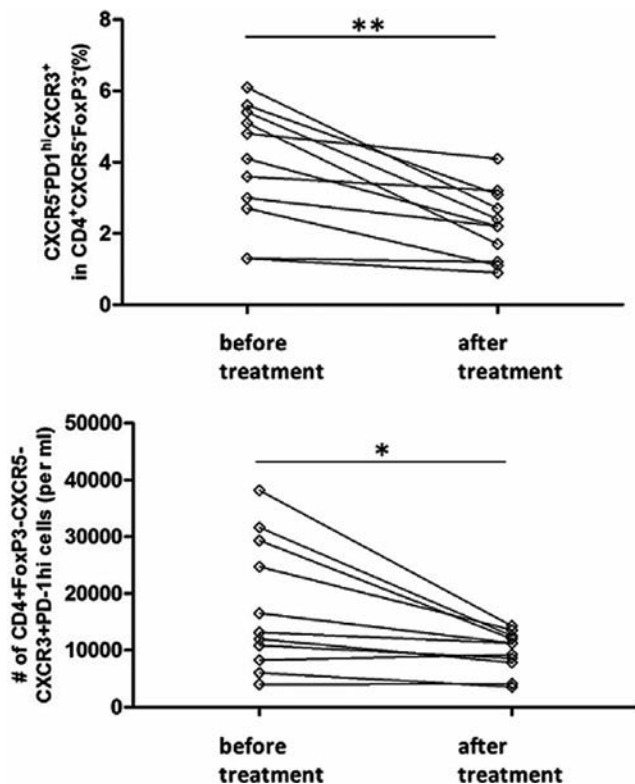 CXCR5⁻PD1ʰⁱCXCR3⁺
in CD4⁺CXCR5⁻FoxP3⁻(%)
8
6
4
2
0
**
before
treatment
after
treatment
# of CD4+FoxP3-CXCR5-
CXCR3+PD-1hi cells (per ml)
50000
40000
30000
20000
10000
0
*
before
treatment
after
treatment